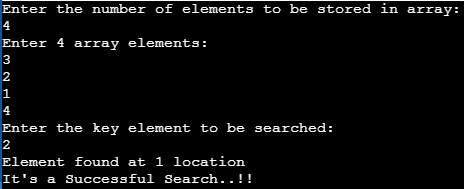 Enter the number of elements to be stored in array:
4
Enter 4 array elements:
3
2
1
4
Enter the key element to be searched:
2
Element found at 1 location
It's a Successful Search..!!